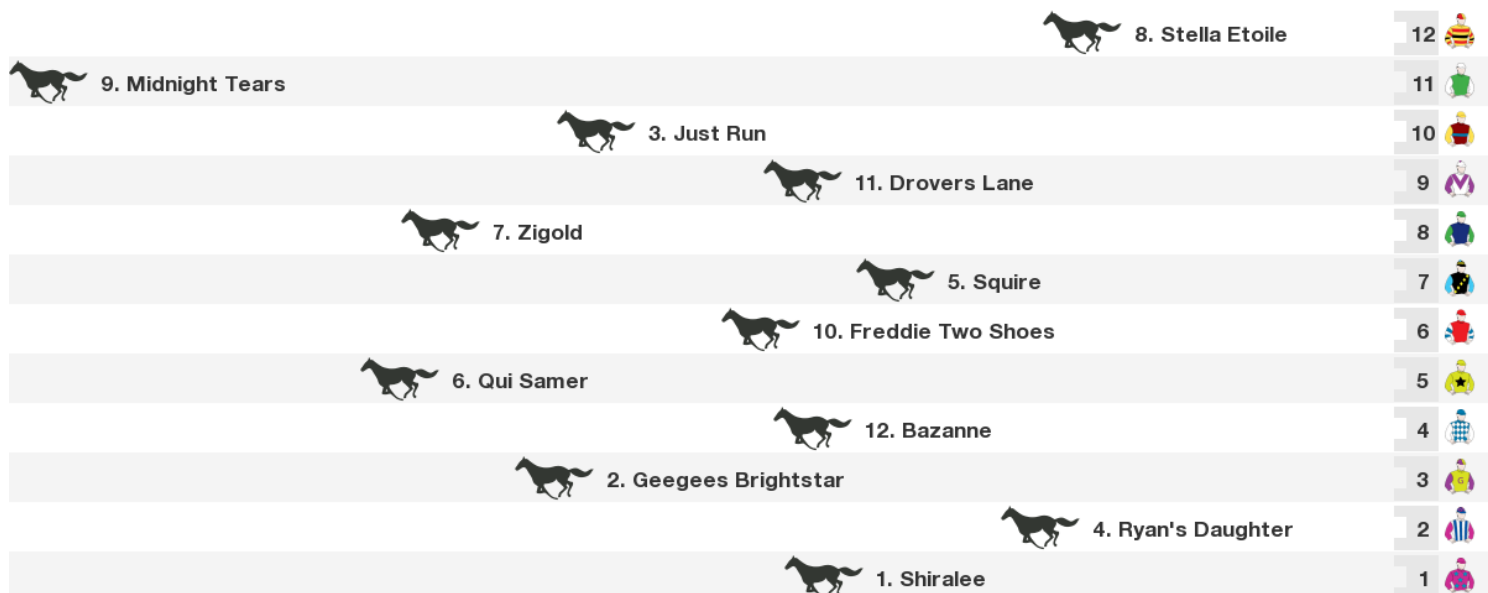 8. Stella Etoile 12
9. Midnight Tears 11
3. Just Run 10
11. Drovers Lane 9
7. Zigold 8
5. Squire 7
10. Freddie Two Shoes 6
6. Qui Samer 5
12. Bazanne 4
2. Geegees Brightstar 3 G
4. Ryan's Daughter 2
1. Shiralee 1